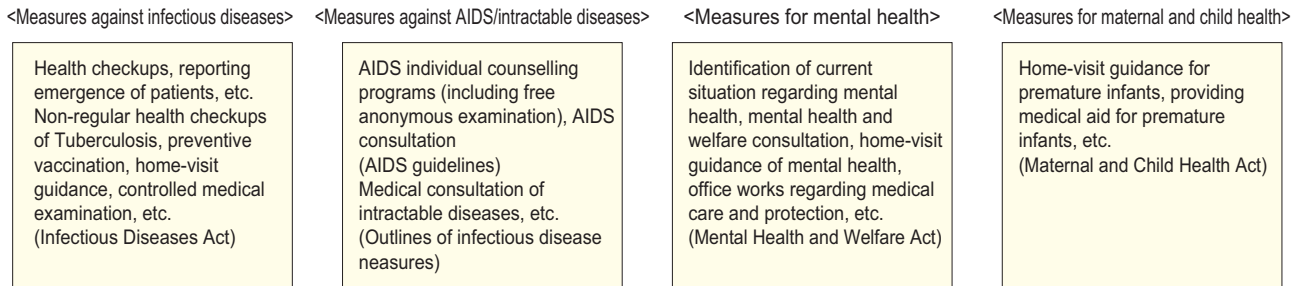 <Measures against infectious diseases>
Health checkups, reporting
emergence of patients, etc.
Non-regular health checkups
of Tuberculosis, preventive
vaccination, home-visit
guidance, controlled medical
examination, etc.
(Infectious Diseases Act)
<Measures against AIDS/intractable diseases>
AIDS individual counselling
programs (including free
anonymous examination), AIDS
consultation
(AIDS guidelines)
Medical consultation of
intractable diseases, etc.
(Outlines of infectious disease
neasures)
<Measures for mental health>
Identification of current
situation regarding mental
health, mental health and
welfare consultation, home-visit
guidance of mental health,
office works regarding medical
care and protection, etc.
(Mental Health and Welfare Act)
<Measures for maternal and child health>
Home-visit guidance for
premature infants, providing
medical aid for premature
infants, etc.
(Maternal and Child Health Act)